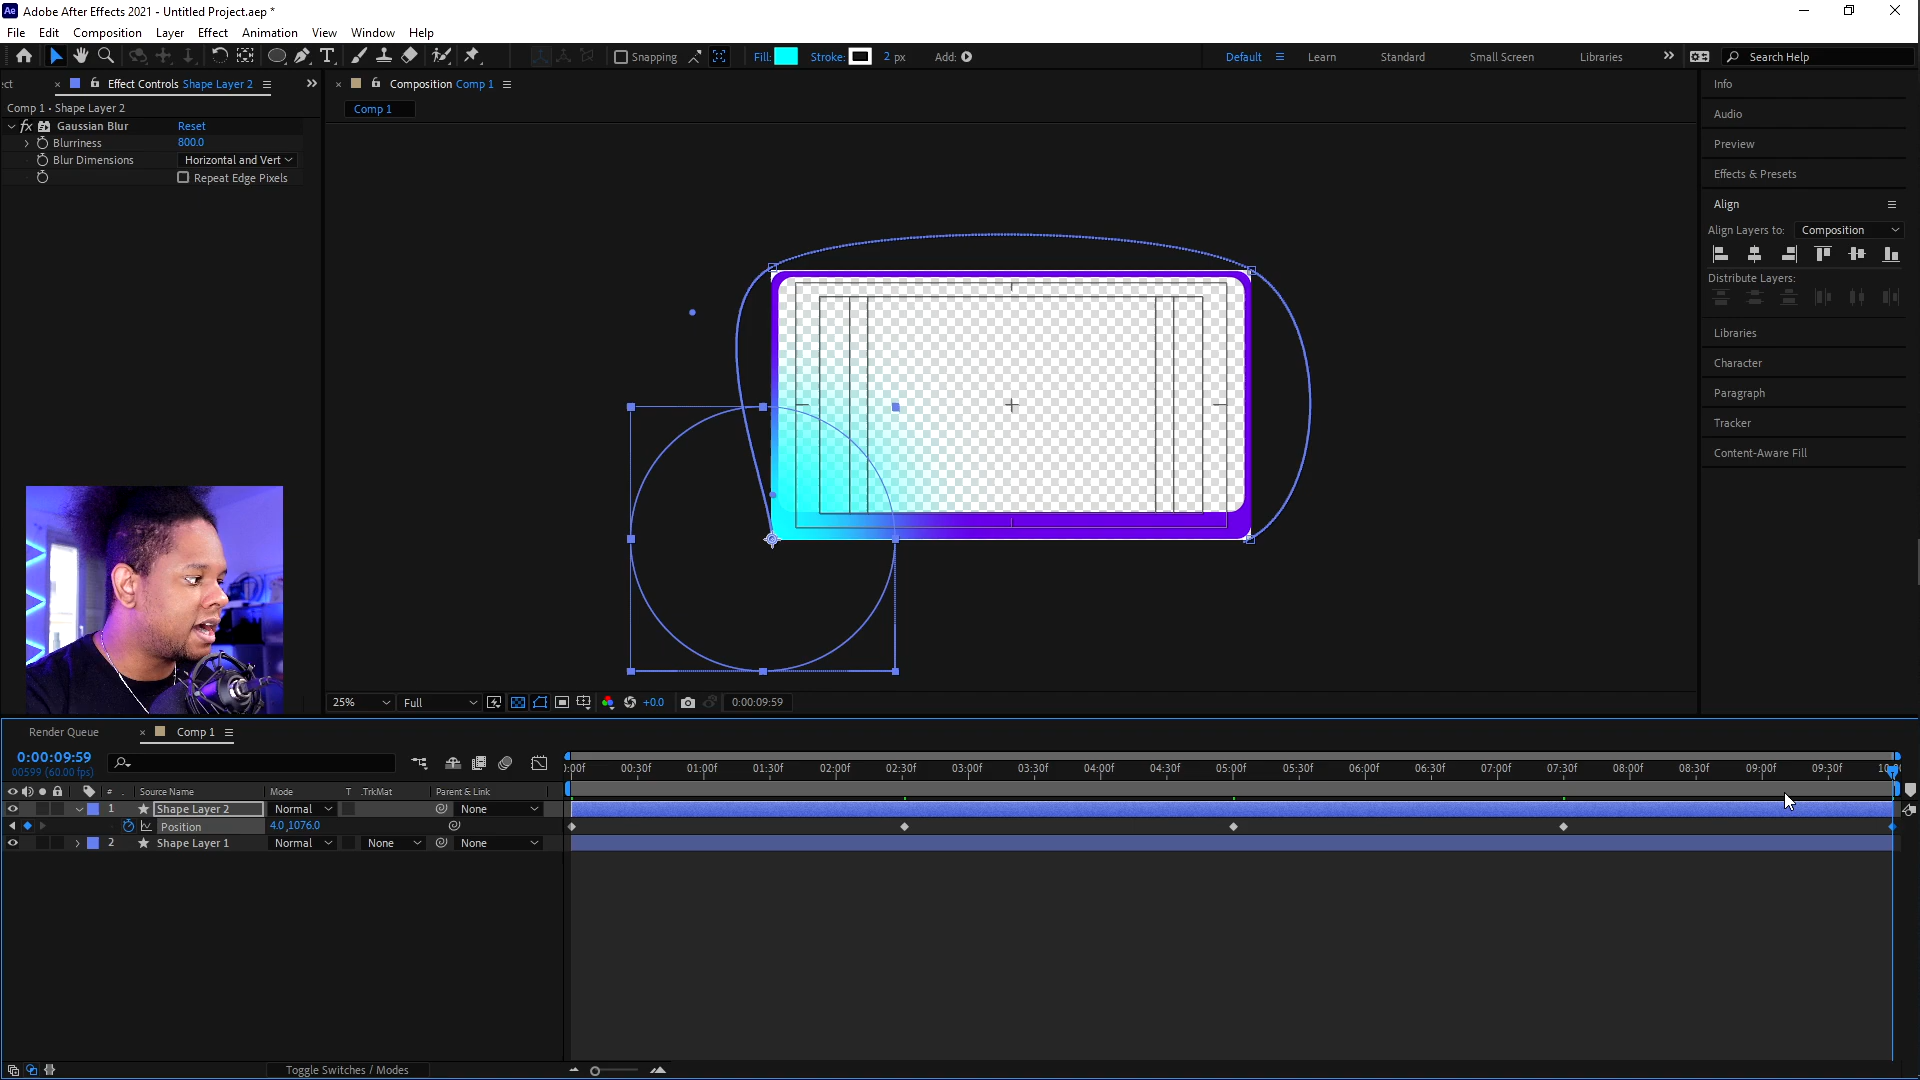 Ae Adobe After Effects 2021 - Untitled Project.aep *
File Edit Composition Layer Effect Animation View Window Help
Snapping Fill: Stroke: 2 px Add: Default Learn Standard Small Screen Libraries Search Help
ct Effect Controls Shape Layer 2
Composition Comp 1
Comp 1
Comp 1 • Shape Layer 2
fx Gaussian Blur Reset
Blurriness 800.0
Blur Dimensions Horizontal and Vert
Repeat Edge Pixels
Info
Audio
Preview
Effects & Presets
Align
Align Layers to: Composition
Distribute Layers:
Libraries
Character
Paragraph
Tracker
Content-Aware Fill
25% Full +0.0 0:00:09:59
Render Queue Comp 1
0:00:09:59
00599 (60.00 fps)
):00f 00:30f 01:00f 01:30f 02:00f 02:30f 03:00f 03:30f 04:00f 04:30f 05:00f 05:30f 06:00f 06:30f 07:00f 07:30f 08:00f 08:30f 09:00f 09:30f
# Source Name Mode T .TrkMat Parent & Link
1 Shape Layer 2 Normal None
Position 4.0,1076.0
2 Shape Layer 1 Normal None None
Toggle Switches / Modes